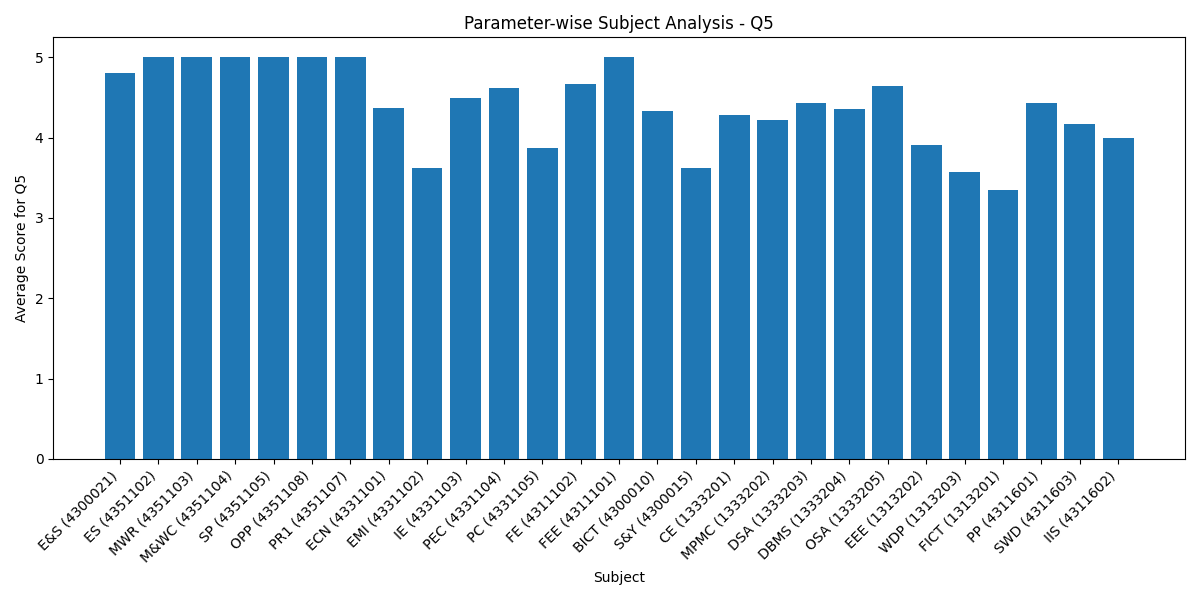 Parameter-wise Subject Analysis - Q5
Average Score for Q5
5
4
3
2
1
0
E&S (4300021)
ES (4351102)
MWR (4351103)
M&WC (4351104)
SP (4351105)
OPP (4351108)
PR1 (4351107)
ECN (4331101)
EMI (4331102)
IE (4331103)
PEC (4331104)
PC (4331105)
FE (4311102)
FEE (4311101)
BICT (4300010)
S&Y (4300015)
CE (1333201)
MPMC (1333202)
DSA (1333203)
DBMS (1333204)
OSA (1333205)
EEE (1313202)
WDP (1313203)
FICT (1313201)
PP (4311601)
SWD (4311603)
IIS (4311602)
Subject